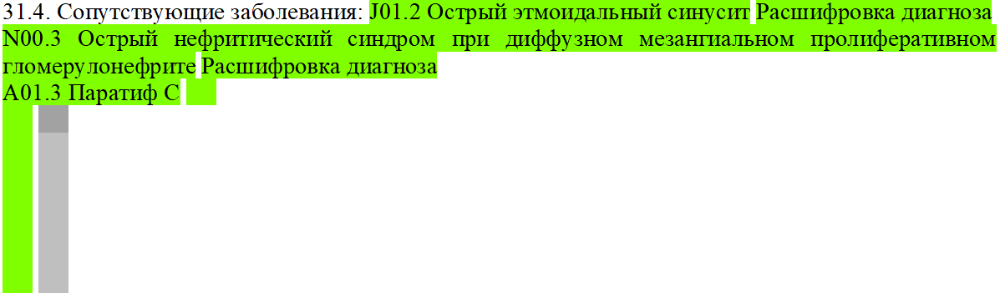 31.4. Сопутствующие заболевания: J01.2 Острый этмоидальный синусит Расшифровка диагноза
N00.3 Острый нефритический синдром при диффузном мезангиальном пролиферативном
гломерулонефрите Расшифровка диагноза
A01.3 Паратиф C